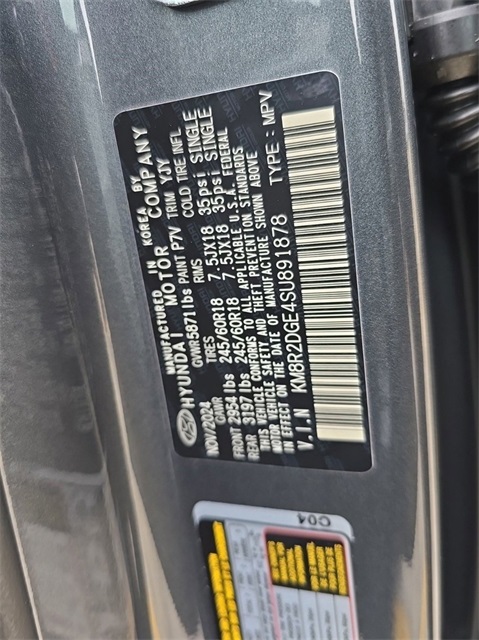 MANUFACTURED IN KOREA BY
HYUNDAI MOTOR COMPANY
NOV/2024 GVWR 5871 lbs PAINT P7V TRIM YJY
GAWR TIRES RIMS COLD TIRE INFL.
FRONT 2954 lbs 245/60R18 7.5JX18 35psi SINGLE
REAR 3197 lbs 245/60R18 7.5JX18 35psi SINGLE
THIS VEHICLE CONFORMS TO ALL APPLICABLE U.S.A. FEDERAL
MOTOR VEHICLE SAFETY AND THEFT PREVENTION STANDARDS
IN EFFECT ON THE DATE OF MANUFACTURE SHOWN ABOVE
V.I.N KM8R2DGE4SU891878 TYPE : MPV
C04